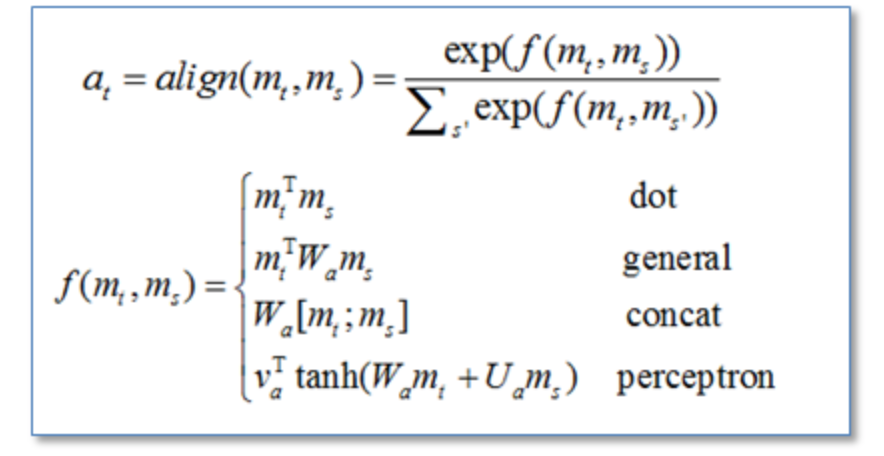 a_t = align(m_t, m_s) = exp(f(m_t, m_s)) / ∑_{s'} exp(f(m_t, m_{s'}))
f(m_t, m_s) = {
m_t^T m_s dot
m_t^T W_a m_s general
W_a[m_t; m_s] concat
v_a^T tanh(W_a m_t + U_a m_s) perceptron